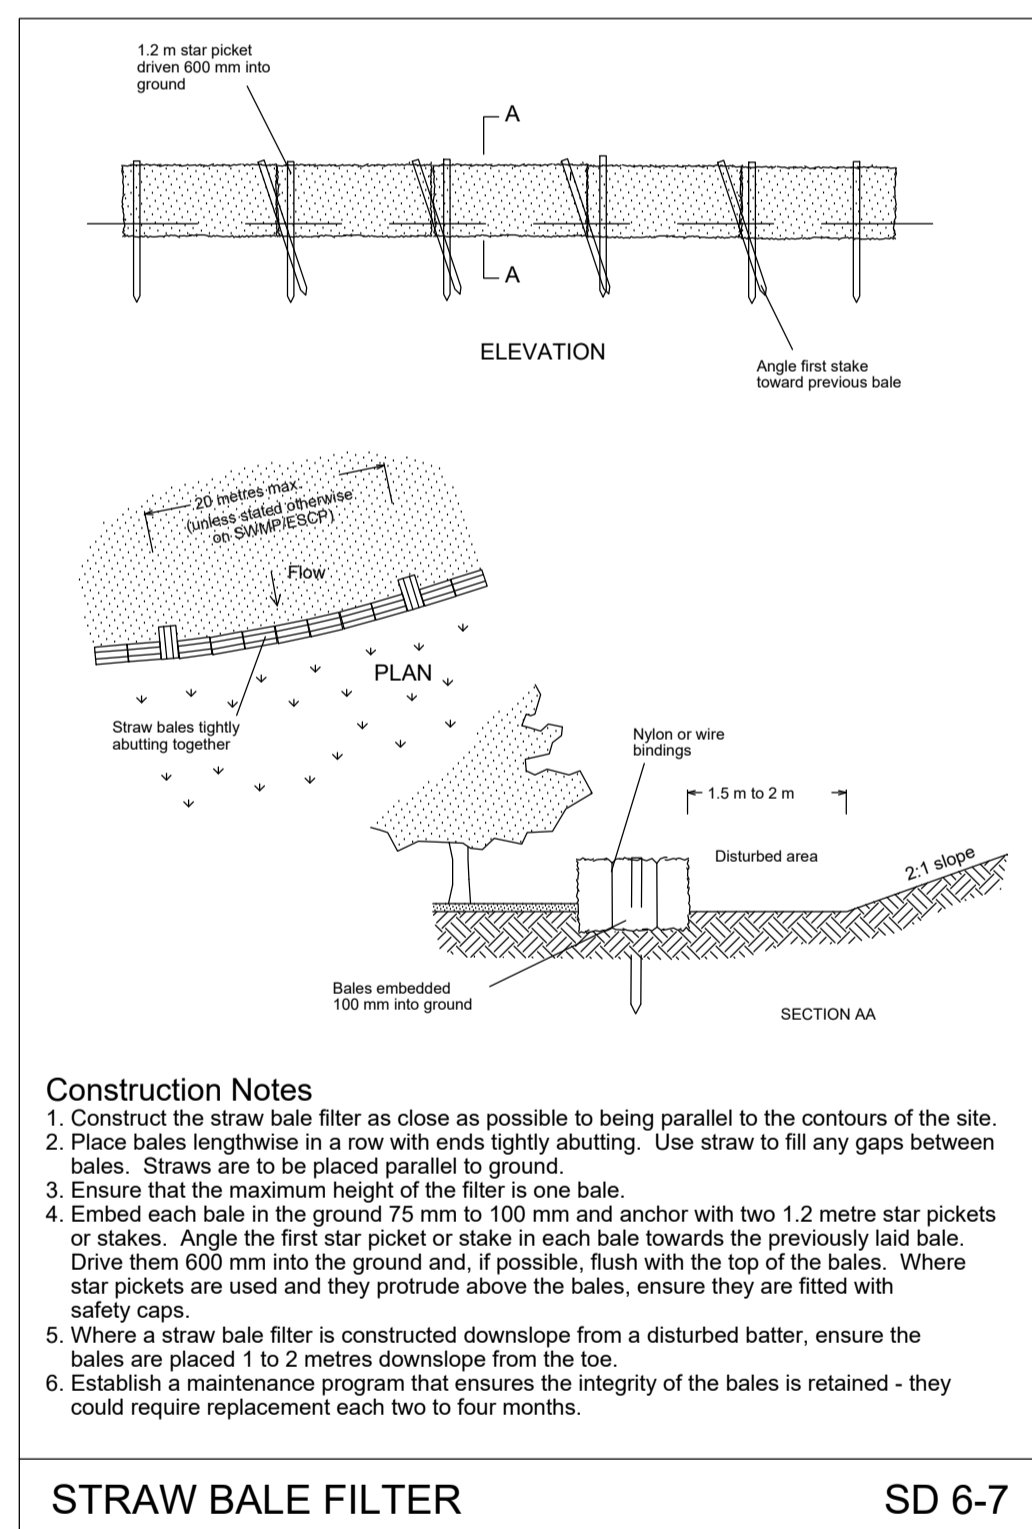 1.2 m star picket
driven 600 mm into
ground
A
A
ELEVATION
Angle first stake
toward previous bale
20 metres max.
(unless stated otherwise
on SWMP/ESCP)
Flow
PLAN
Straw bales tightly
abutting together
Nylon or wire
bindings
1.5 m to 2 m
Disturbed area
2:1 slope
Bales embedded
100 mm into ground
SECTION AA
Construction Notes
1. Construct the straw bale filter as close as possible to being parallel to the contours of the site.
2. Place bales lengthwise in a row with ends tightly abutting. Use straw to fill any gaps between
bales. Straws are to be placed parallel to ground.
3. Ensure that the maximum height of the filter is one bale.
4. Embed each bale in the ground 75 mm to 100 mm and anchor with two 1.2 metre star pickets
or stakes. Angle the first star picket or stake in each bale towards the previously laid bale.
Drive them 600 mm into the ground and, if possible, flush with the top of the bales. Where
star pickets are used and they protrude above the bales, ensure they are fitted with
safety caps.
5. Where a straw bale filter is constructed downslope from a disturbed batter, ensure the
bales are placed 1 to 2 metres downslope from the toe.
6. Establish a maintenance program that ensures the integrity of the bales is retained - they
could require replacement each two to four months.
STRAW BALE FILTER
SD 6-7